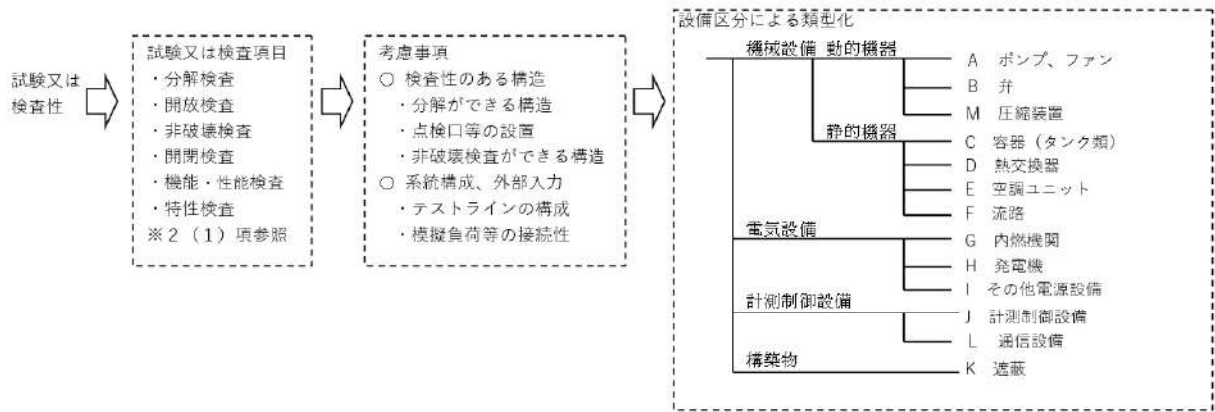 試験又は
検査性
試験又は検査項目
・分解検査
・開放検査
・非破壊検査
・開閉検査
・機能・性能検査
・特性検査
※2 (1) 項参照
考慮事項
○ 検査性のある構造
・分解ができる構造
・点検口等の設置
・非破壊検査ができる構造
○ 系統構成、外部入力
・テストラインの構成
・模擬負荷等の接続性
設備区分による類型化
機械設備 動的機器
A ポンプ、ファン
B 弁
M 圧縮装置
静的機器
C 容器（タンク類）
D 熱交換器
E 空調ユニット
F 流路
電気設備
G 内燃機関
H 発電機
I その他電源設備
計測制御設備
J 計測制御設備
L 通信設備
構築物
K 遮蔽